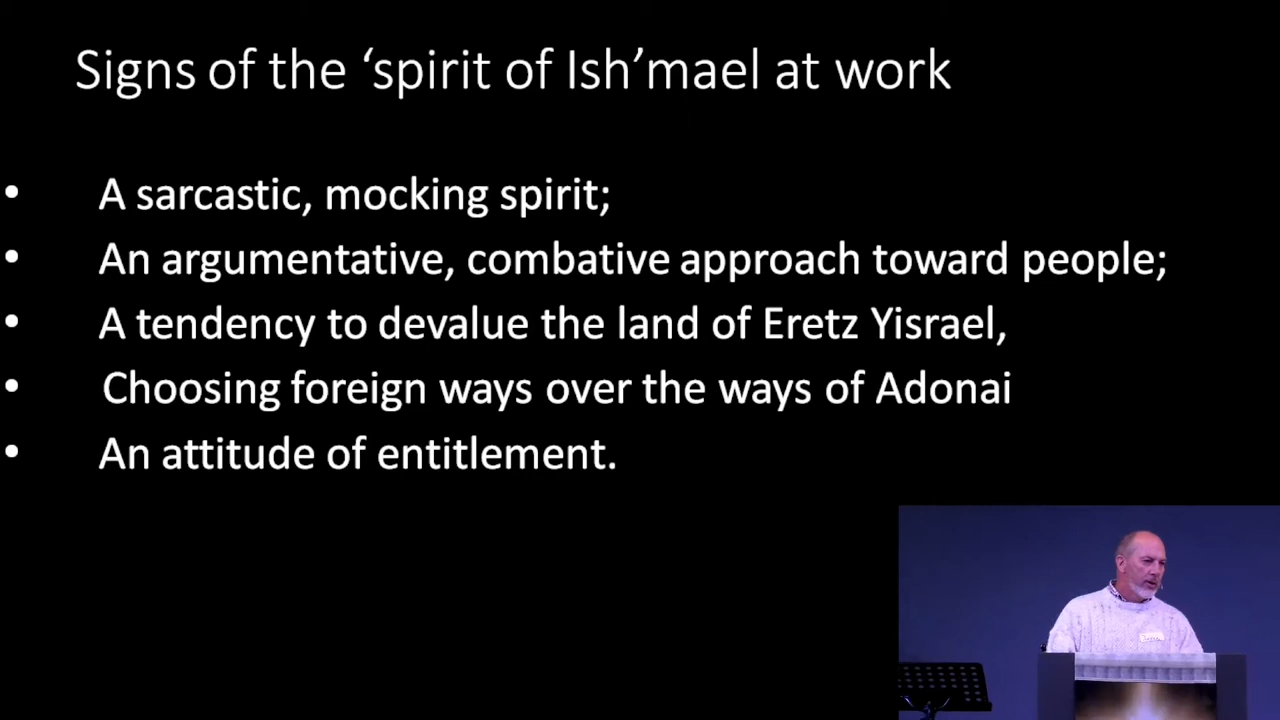 Signs of the ‘spirit of Ish’mael at work
• A sarcastic, mocking spirit;
• An argumentative, combative approach toward people;
• A tendency to devalue the land of Eretz Yisrael,
• Choosing foreign ways over the ways of Adonai
• An attitude of entitlement.